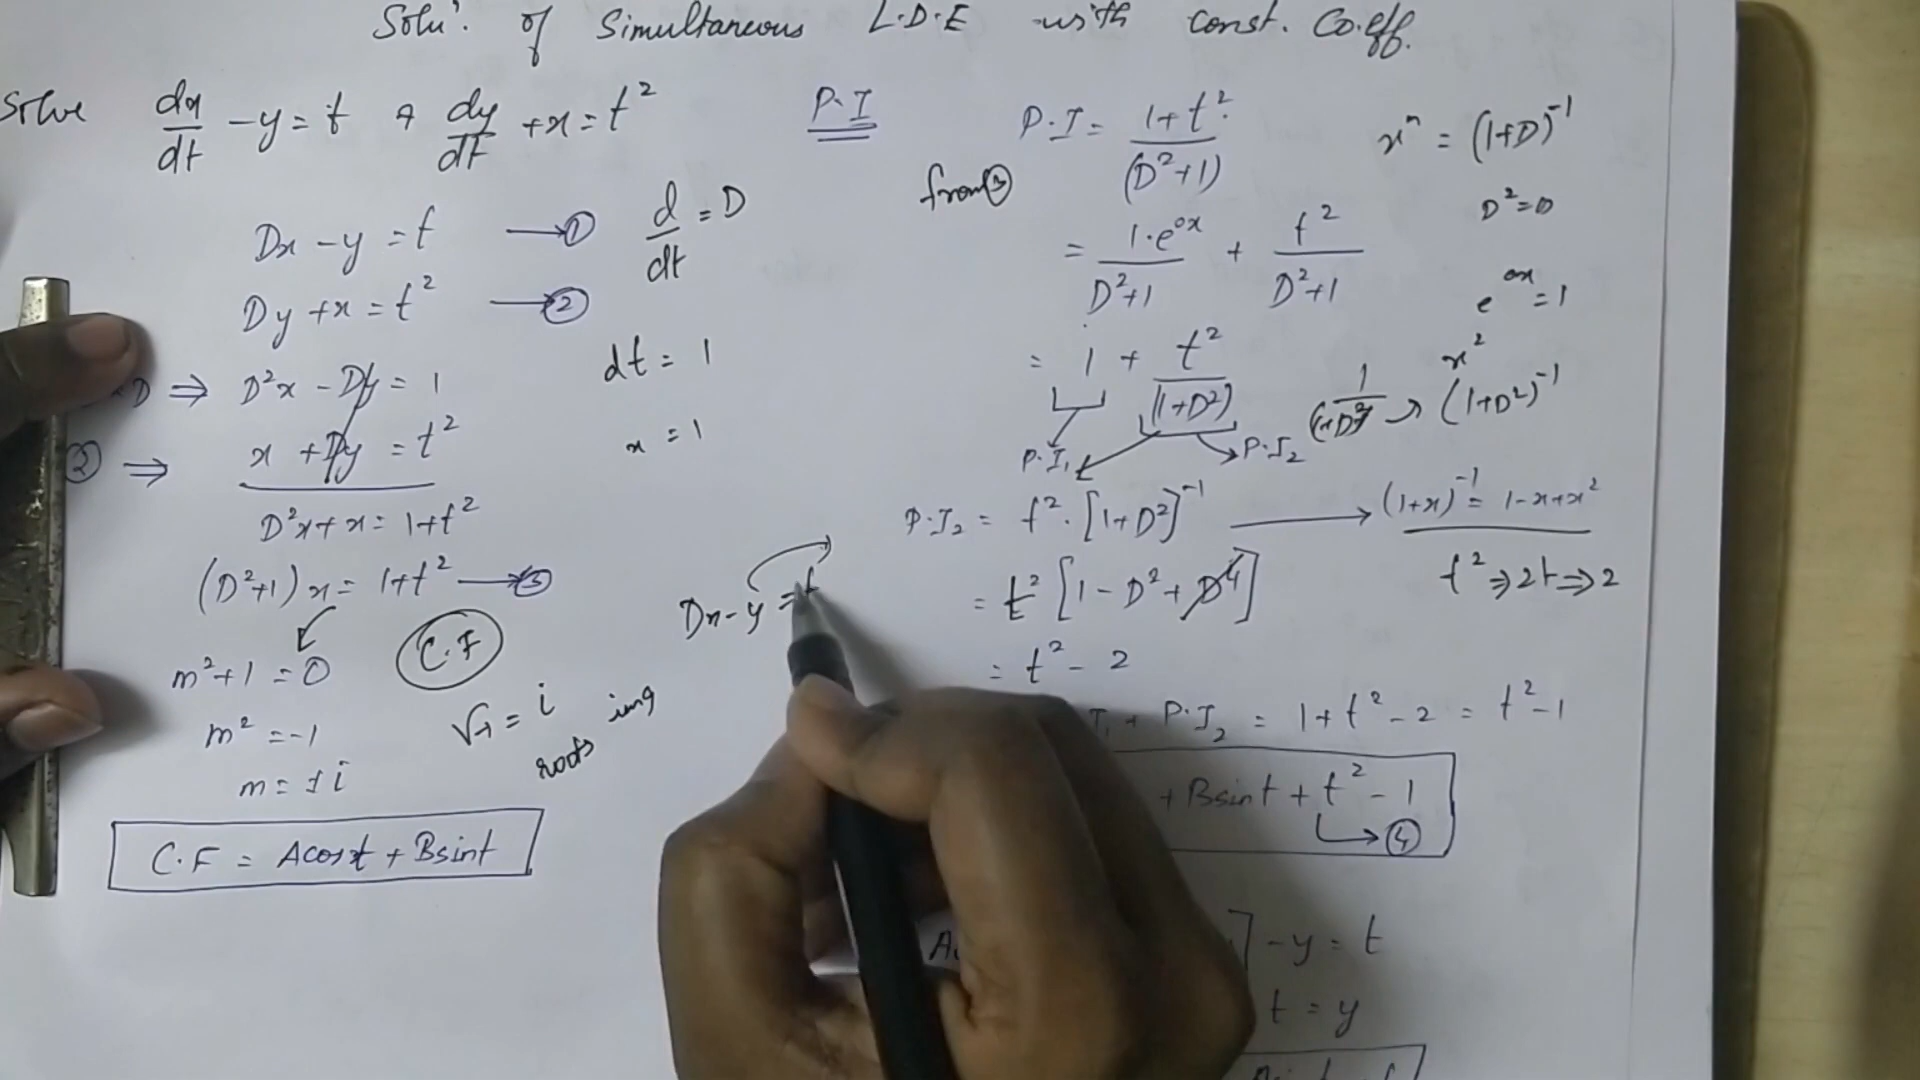 Solu'. of Simultaneous L.D.E with const. Co.eff.
Solve dx/dt - y = t & dy/dt + x = t²
Dx - y = t → ①
d/dt = D
Dy + x = t² → ②
dt = 1
x = 1
D ⇒ D²x - Dy = 1
② ⇒ x + Dy = t²
D²x + x = 1+t²
(D²+1) x = 1+t² → ③
m²+1 = 0
C.F
m² = -1
√-1 = i
img
roots
m = ±i
C.F = Acost + Bsint
Dx - y = t
P.I
P.I = 1+t²/(D²+1)
from ③
xⁿ = (1+D)⁻¹
D² = 0
= 1·e⁰ˣ/D²+1 + t²/D²+1
e⁰ˣ = 1
= 1 + t²/(1+D²)
x²
1/(1+D²) → (1+D²)⁻¹
P.I₁
P.I₂
P.I₂ = t². [1+D²]⁻¹ → (1+x)⁻¹ = 1-x+x²
= t² [1 - D² + D⁴]
t² ⇒ 2t ⇒ 2
= t² - 2
+ P.I₂ = 1+t²-2 = t²-1
+ Bsint + t² - 1
→ ④
] - y = t
t = y